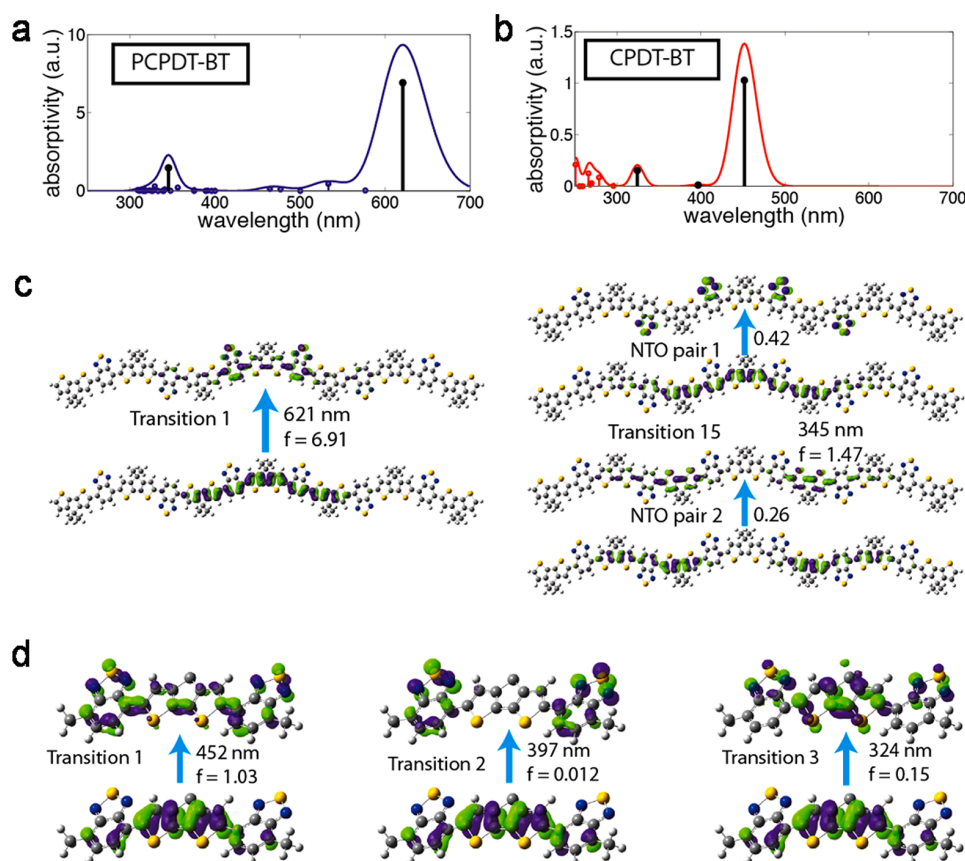 a
PCPDT-BT
absorptivity (a.u.)
10
5
0
300 400 500 600 700
wavelength (nm)
b
CPDT-BT
absorptivity (a.u.)
1.5
1
0.5
0
300 400 500 600 700
wavelength (nm)
c
Transition 1
621 nm
f = 6.91
NTO pair 1
0.42
Transition 15
345 nm
f = 1.47
NTO pair 2
0.26
d
Transition 1
452 nm
f = 1.03
Transition 2
397 nm
f = 0.012
Transition 3
324 nm
f = 0.15